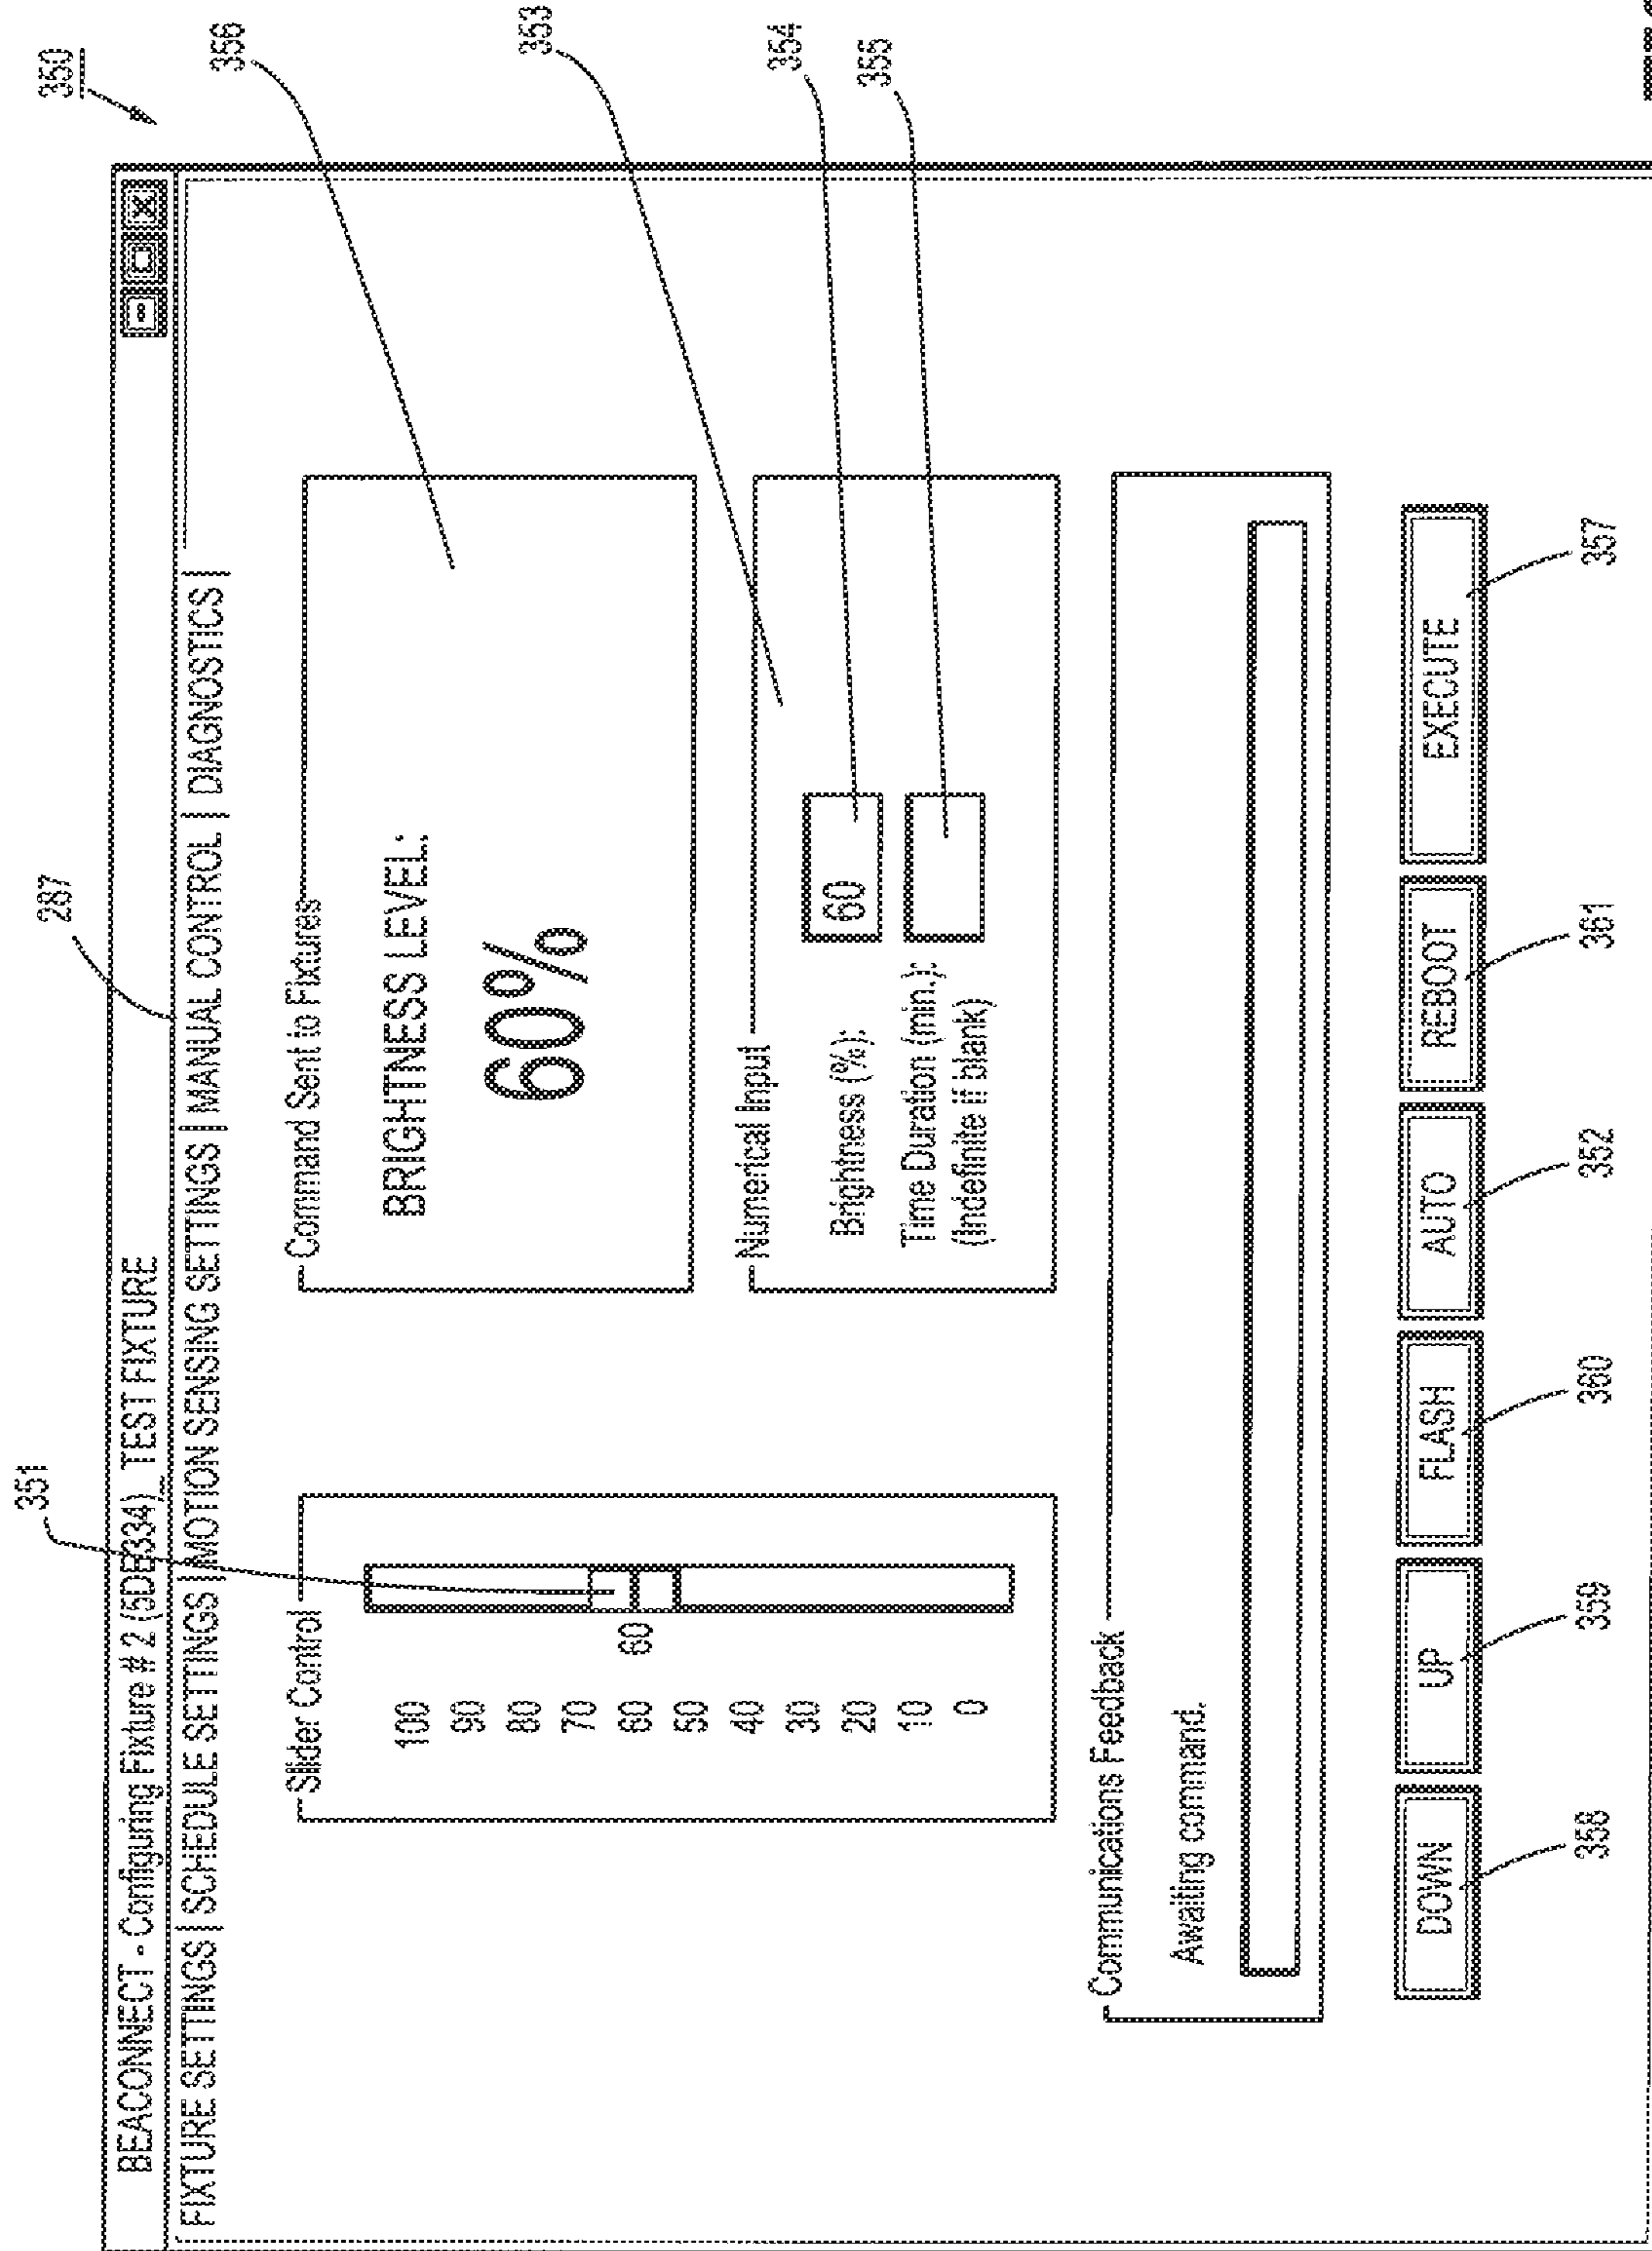 350
287
351
BEACONNECT - Configuring Fixture # 2 (5DB334)_ TEST FIXTURE
FIXTURE SETTINGS | SCHEDULE SETTINGS | MOTION SENSING SETTINGS | MANUAL CONTROL | DIAGNOSTICS |
Slider Control
100
90
80
70
60
50
40
30
20
10
0
60
Command Sent to Fixtures
BRIGHTNESS LEVEL:
60%
356
Numerical Input
353
Brightness (%):
60
354
Time Duration (min.):
(Indefinite if blank)
355
Communications Feedback
Awaiting command.
DOWN
UP
FLASH
AUTO
REBOOT
EXECUTE
358
359
360
352
361
357